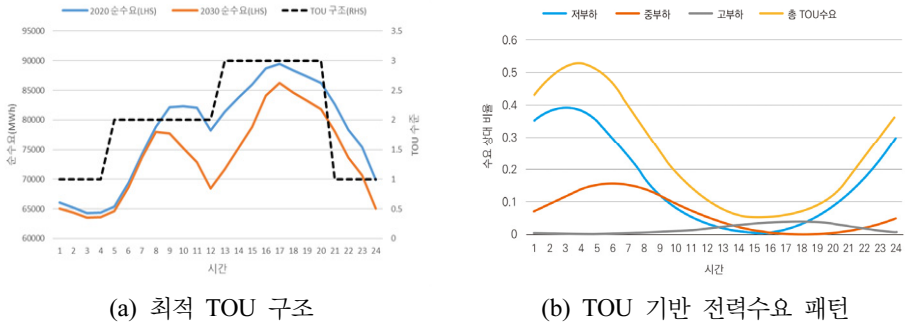 2020 순수요(LHS) 2030 순수요(LHS) TOU 구조(RHS)
95000
90000
85000
80000
75000
70000
65000
60000
순수요(MWh)
3.5
3
2.5
2
1.5
1
0.5
0
TOU 수준
1 2 3 4 5 6 7 8 9 10 11 12 13 14 15 16 17 18 19 20 21 22 23 24
시간
(a) 최적 TOU 구조
저부하 중부하 고부하 총 TOU수요
0.6
0.5
0.4
0.3
0.2
0.1
0
수요 상대 비율
1 2 3 4 5 6 7 8 9 10 11 12 13 14 15 16 17 18 19 20 21 22 23 24
시간
(b) TOU 기반 전력수요 패턴